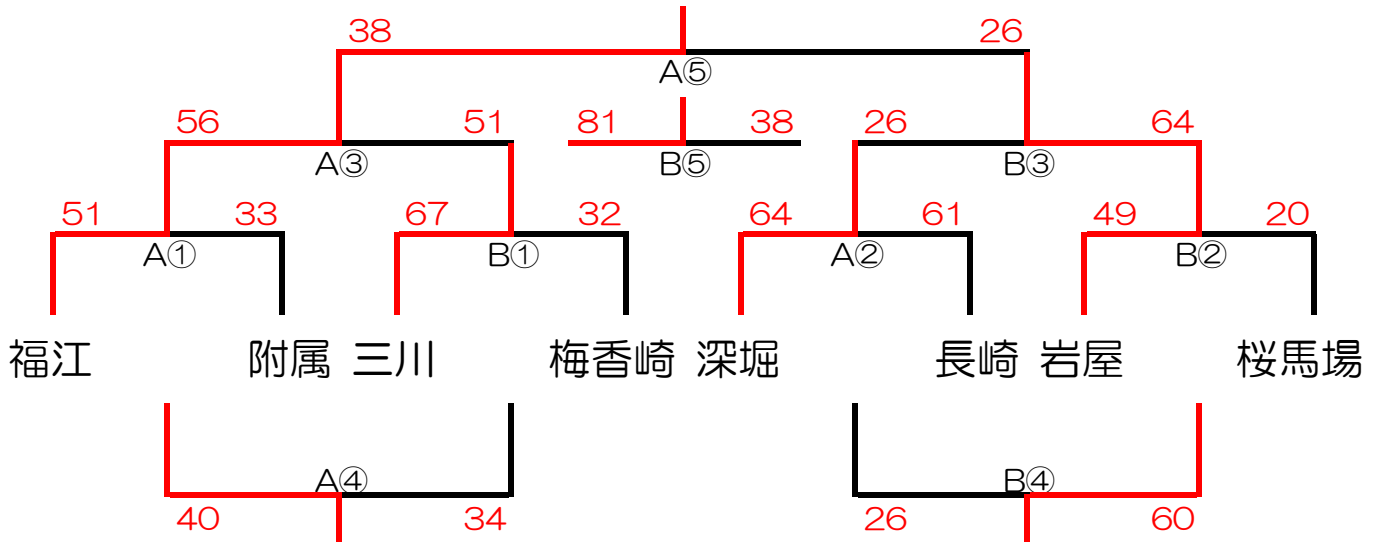 38 26
A⑤
56 51 81 38 26 64
A③ B⑤ B③
51 33 67 32 64 61 49 20
A① B① A② B②
福江 附属 三川 梅香崎 深堀 長崎 岩屋 桜馬場
A④ B④
40 34 26 60